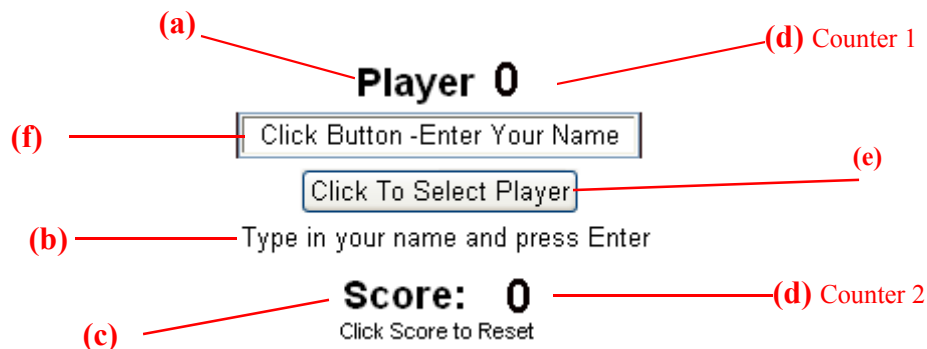 (a)
(d) Counter 1
Player 0
(f)
Click Button -Enter Your Name
(e)
Click To Select Player
(b)
Type in your name and press Enter
Score: 0
(d) Counter 2
(c)
Click Score to Reset